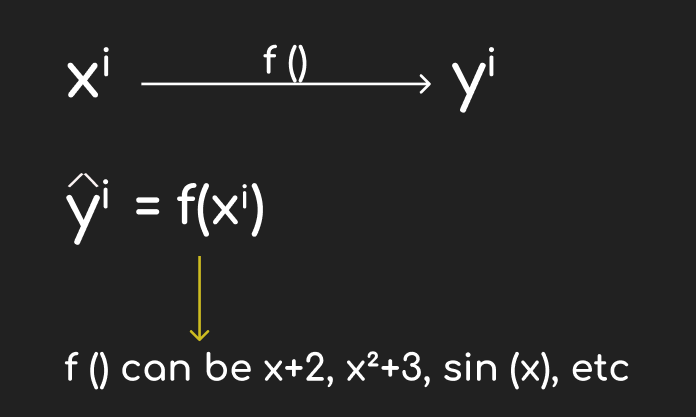 f ()
xⁱ yⁱ
ŷⁱ = f(xⁱ)
f () can be x+2, x²+3, sin (x), etc